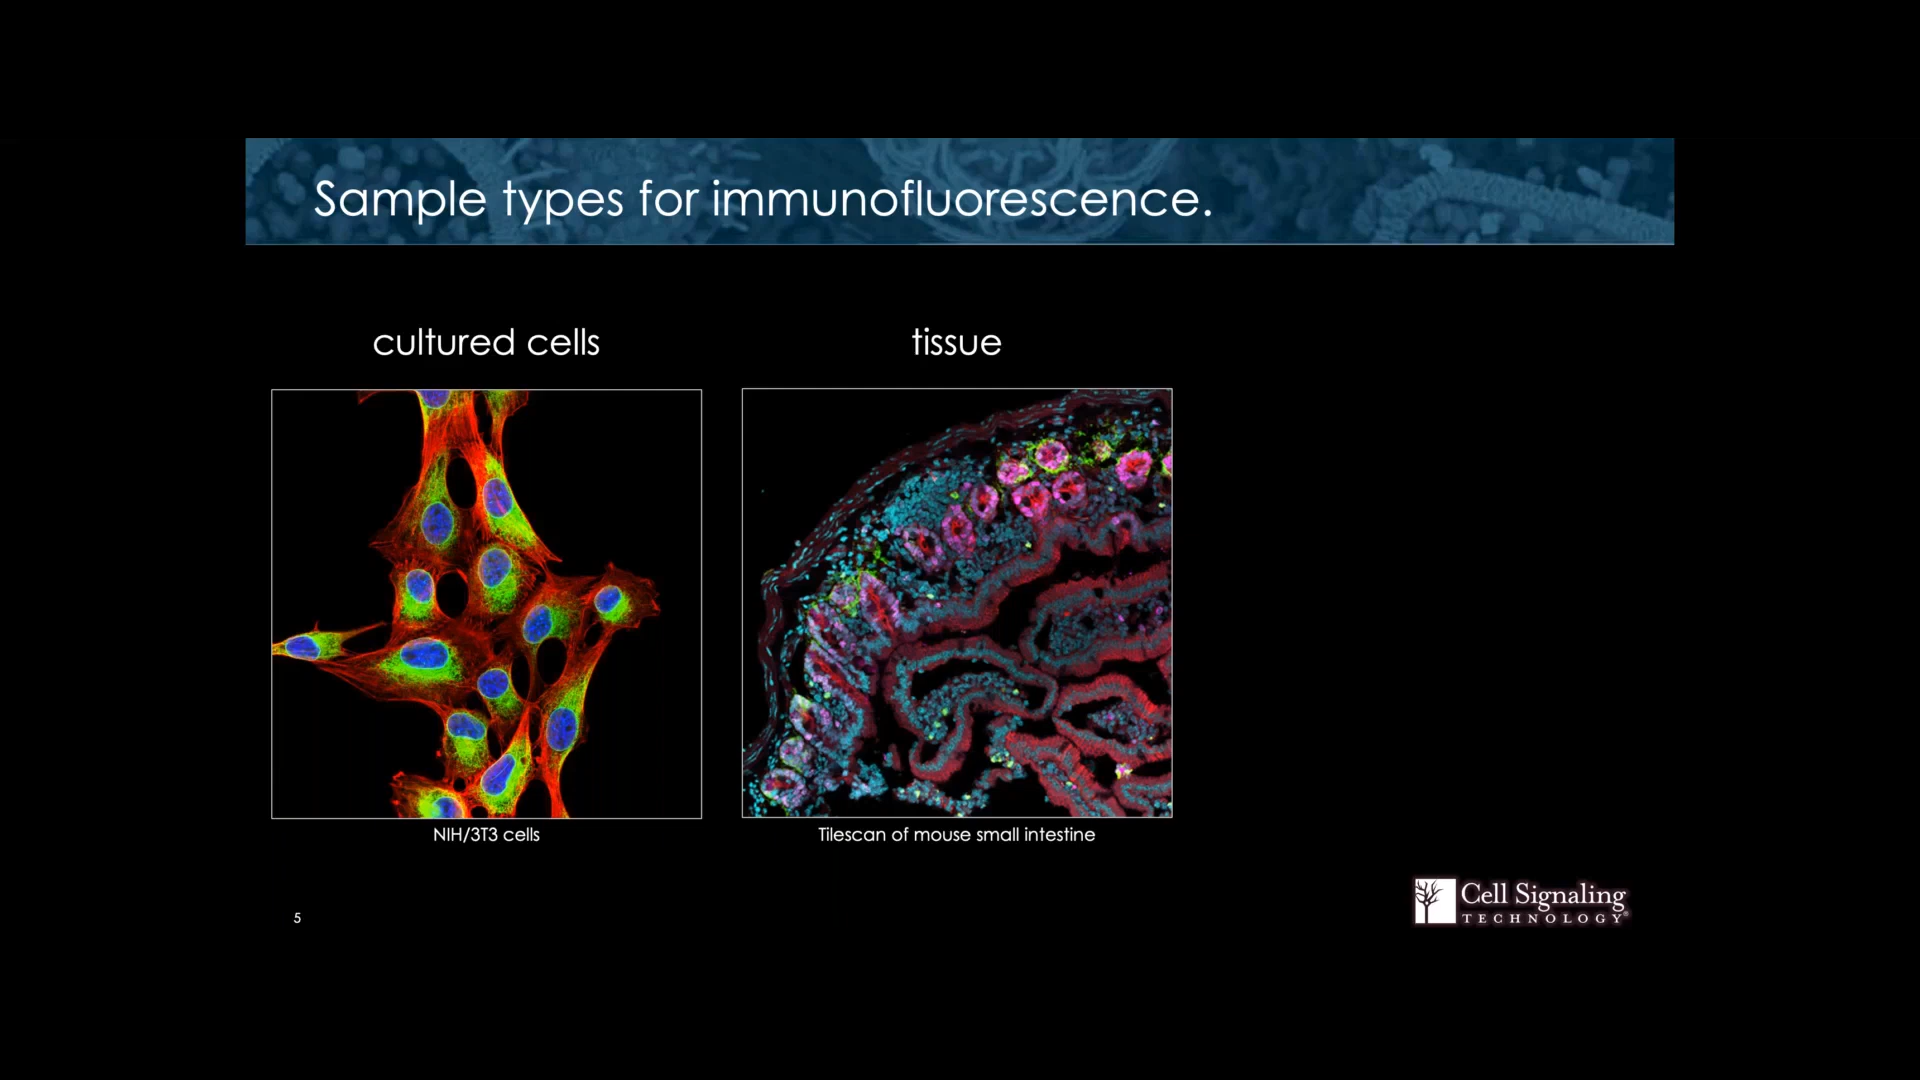 Sample types for immunofluorescence.
cultured cells
tissue
NIH/3T3 cells
Tilescan of mouse small intestine
5
Cell Signaling
TECHNOLOGY®